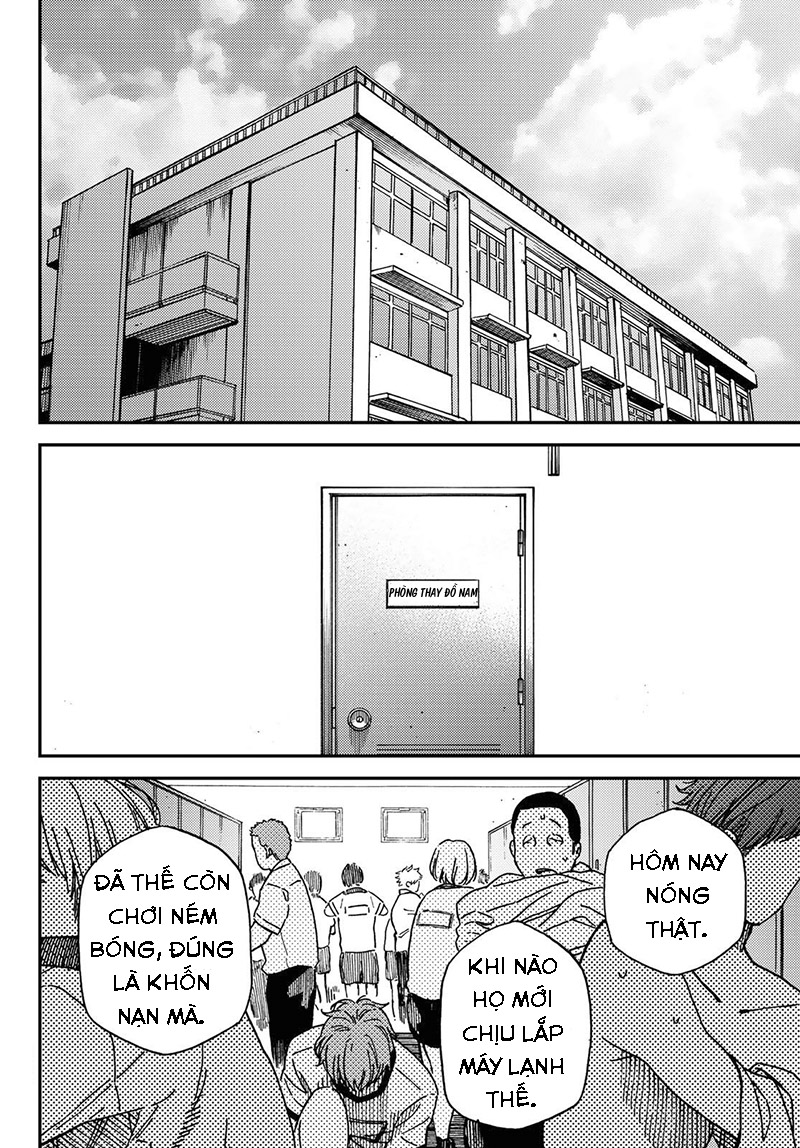 PHÒNG THAY ĐỒ NAM
HÔM NAY
NÓNG
THẬT.
KHI NÀO
HỌ MỚI
CHỊU LẮP
MÁY LẠNH
THẾ.
ĐÃ THẾ CÒN
CHƠI NÉM
BÓNG, ĐÚNG
LÀ KHỐN
NẠN MÀ.